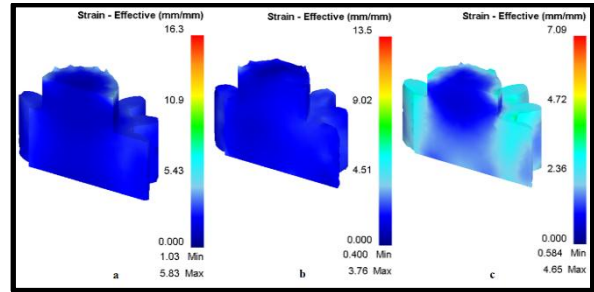 Strain - Effective (mm/mm)
16.3
10.9
5.43
0.000
1.03 Min
5.83 Max
a
Strain - Effective (mm/mm)
13.5
9.02
4.51
0.000
0.400 Min
3.76 Max
b
Strain - Effective (mm/mm)
7.09
4.72
2.36
0.000
0.584 Min
4.65 Max
c